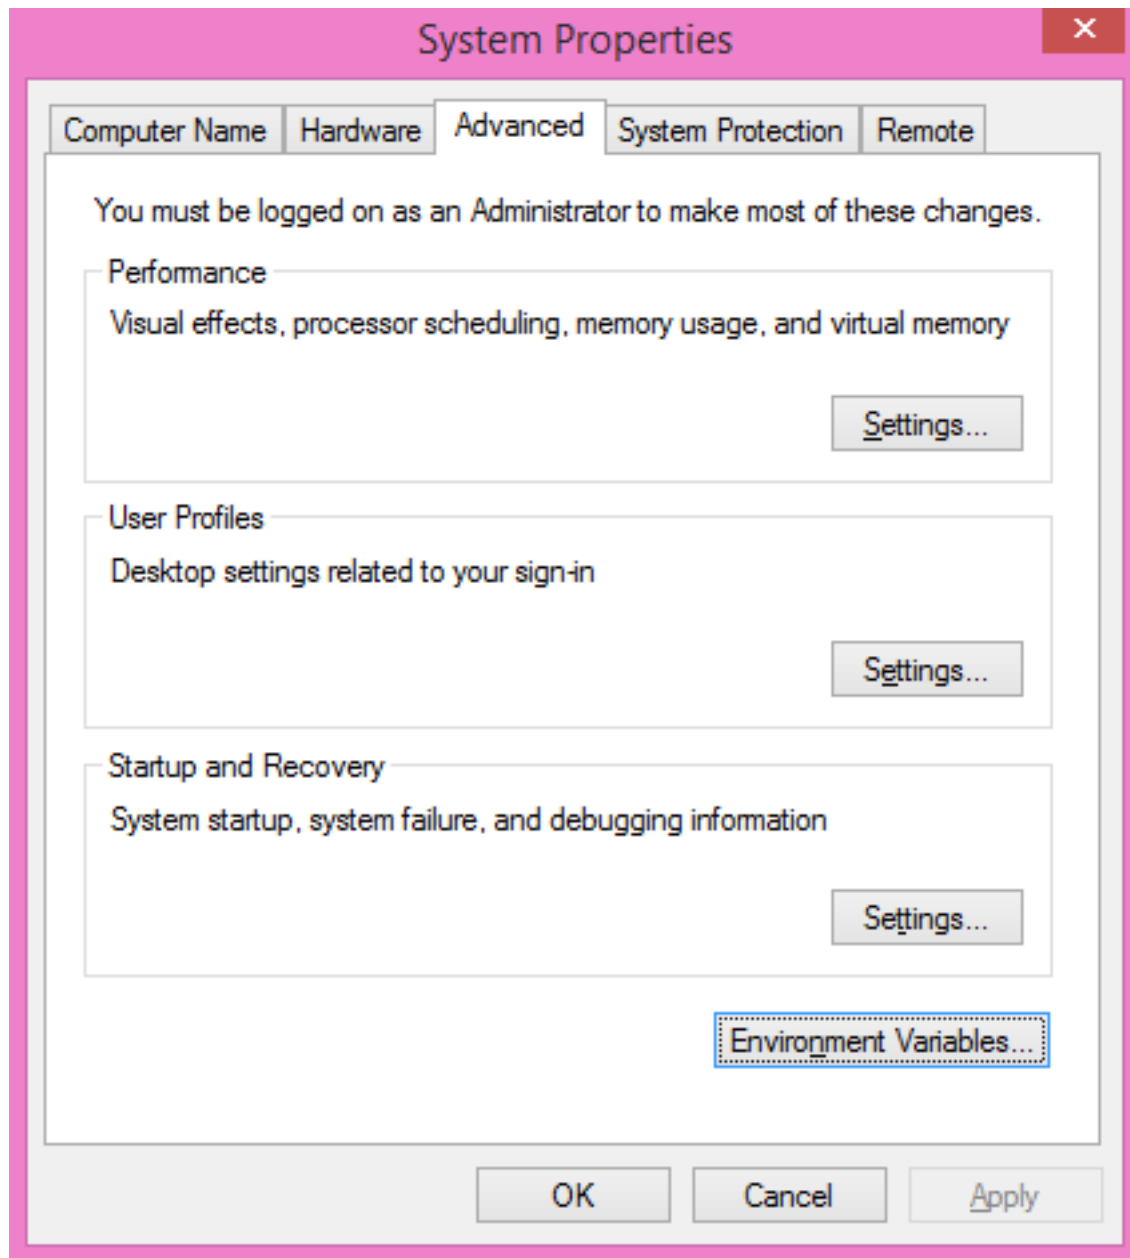 System Properties
Computer Name Hardware Advanced System Protection Remote
You must be logged on as an Administrator to make most of these changes.
Performance
Visual effects, processor scheduling, memory usage, and virtual memory
Settings...
User Profiles
Desktop settings related to your sign-in
Settings...
Startup and Recovery
System startup, system failure, and debugging information
Settings...
Environment Variables...
OK Cancel Apply